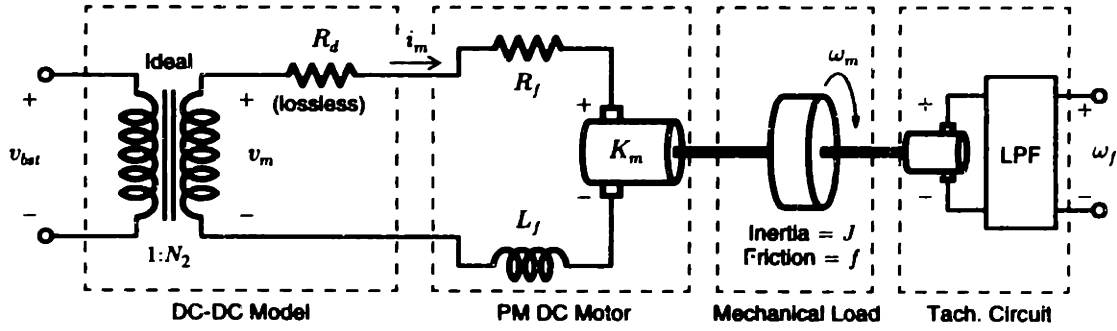 Ideal
R_d
i_m
R_f
ω_m
+
+
+
+
+
(lossless)
v_bst
v_m
K_m
LPF
ω_f
−
−
−
−
−
L_f
1:N_2
Inertia = J
Friction = f
DC-DC Model
PM DC Motor
Mechanical Load
Tach. Circuit